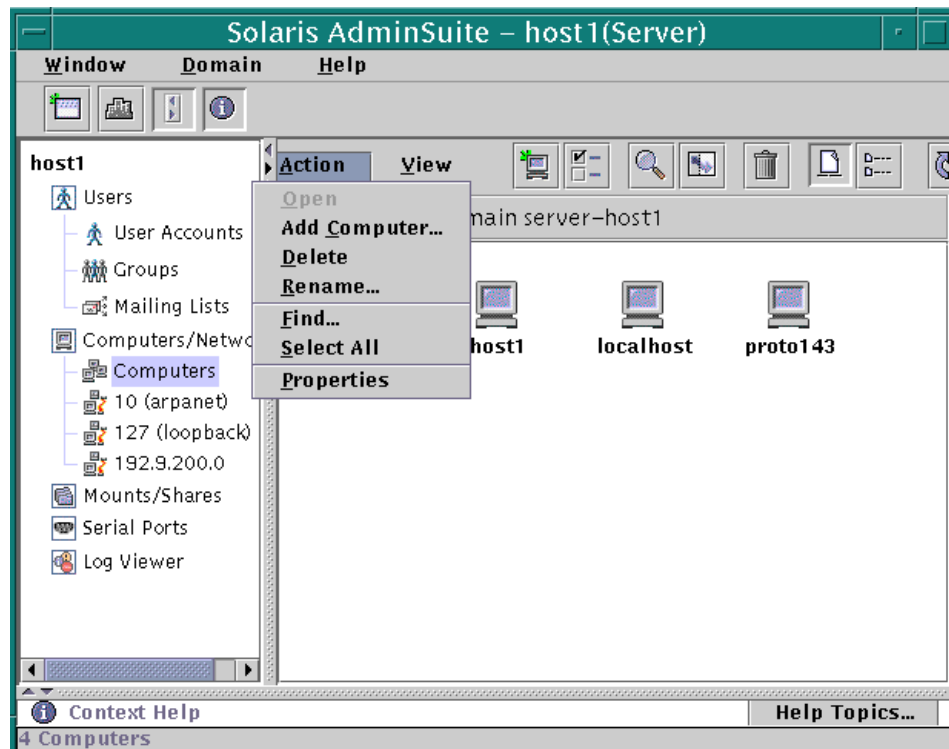 Solaris AdminSuite – host1(Server)
Window Domain Help
host1
Users
User Accounts
Groups
Mailing Lists
Computers/Netwo
Computers
10 (arpanet)
127 (loopback)
192.9.200.0
Mounts/Shares
Serial Ports
Log Viewer
Action View
Open
Add Computer...
Delete
Rename...
Find...
Select All
Properties
main server-host1
host1 localhost proto143
Context Help
Help Topics...
4 Computers